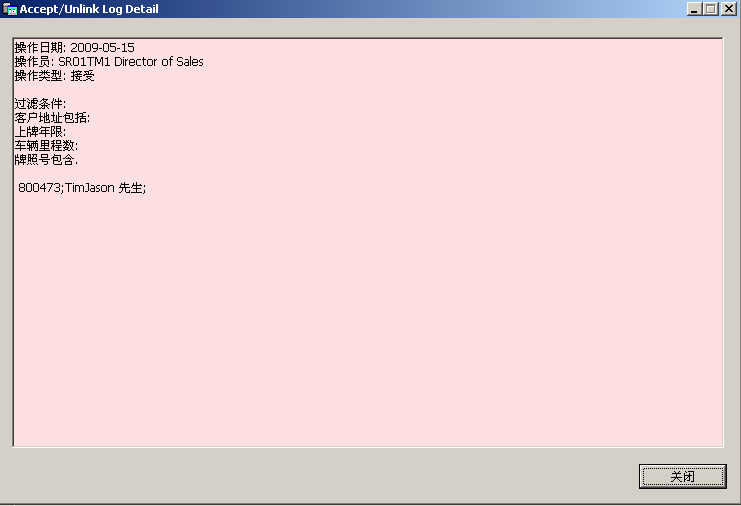 Accept/Unlink Log Detail
操作日期: 2009-05-15
操作员: SR01TM1 Director of Sales
操作类型: 接受
过滤条件:
客户地址包括:
上牌年限:
车辆里程数:
牌照号包含.
800473;TimJason 先生;
关闭